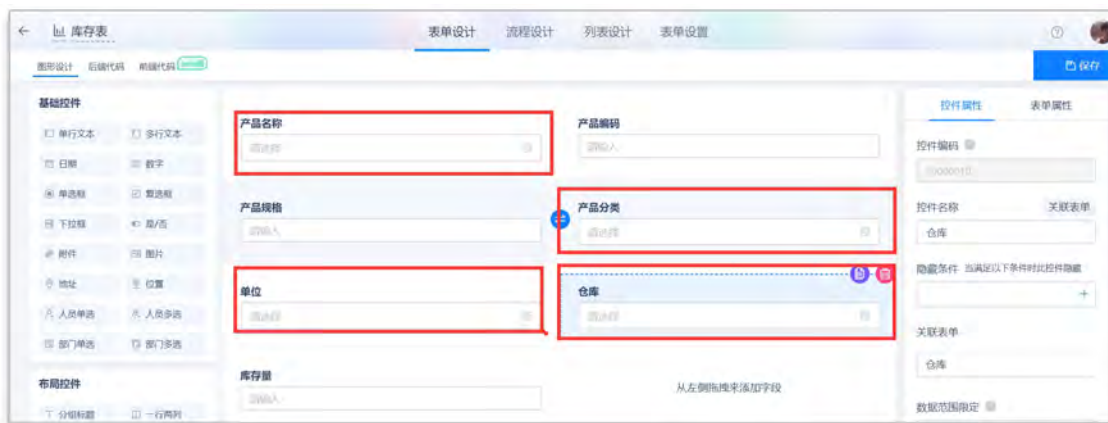 库存表
表单设计 流程设计 列表设计 表单设置
图形设计 后端代码 前端代码
保存
基础控件
单行文本 多行文本
日期 数字
单选框 复选框
下拉框 是/否
附件 图片
地址 位置
人员单选 人员多选
部门单选 部门多选
布局控件
分组标题 一行两列
产品名称
请选择
产品编码
请输入
产品规格
请输入
产品分类
请选择
单位
请选择
仓库
请选择
库存量
请输入
从左侧拖拽来添加字段
控件属性 表单属性
控件编码
控件名称 关联表单
仓库
隐藏条件 当满足以下条件时此控件隐藏
关联表单
仓库
数据范围限定